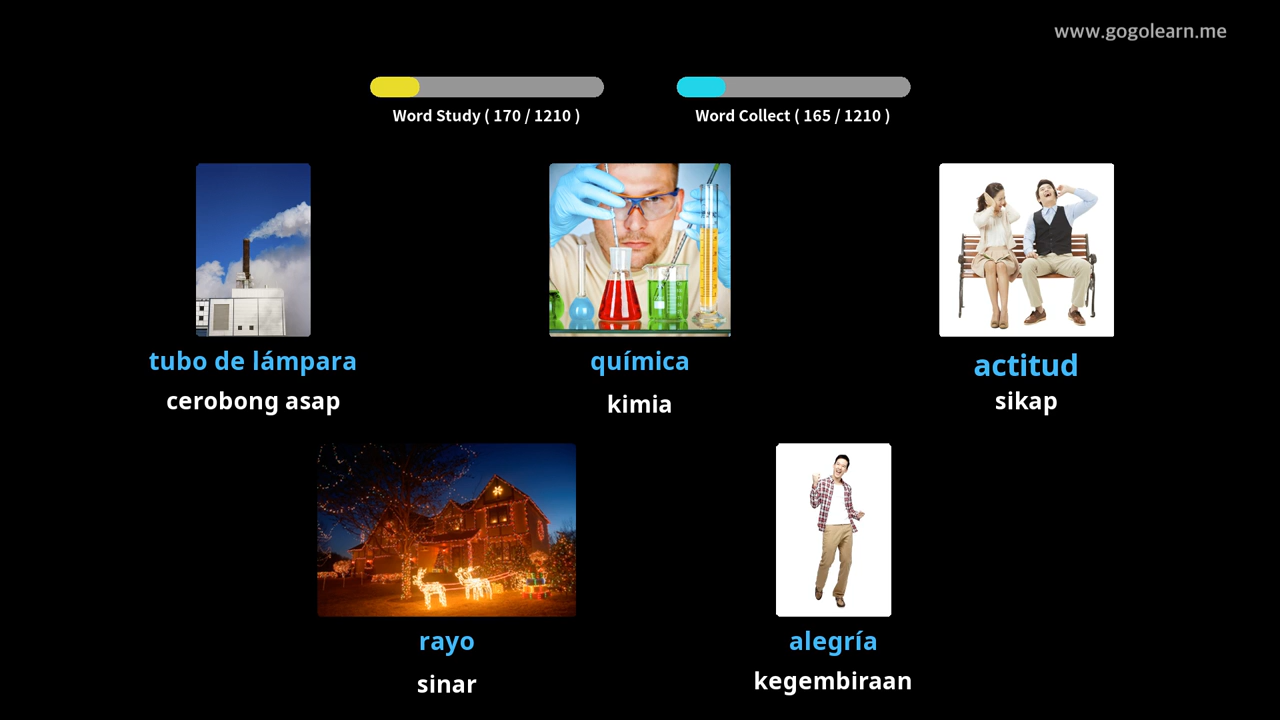 www.gogolearn.me
Word Study ( 170 / 1210 )
Word Collect ( 165 / 1210 )
tubo de lámpara
cerobong asap
química
kimia
actitud
sikap
rayo
sinar
alegría
kegembiraan